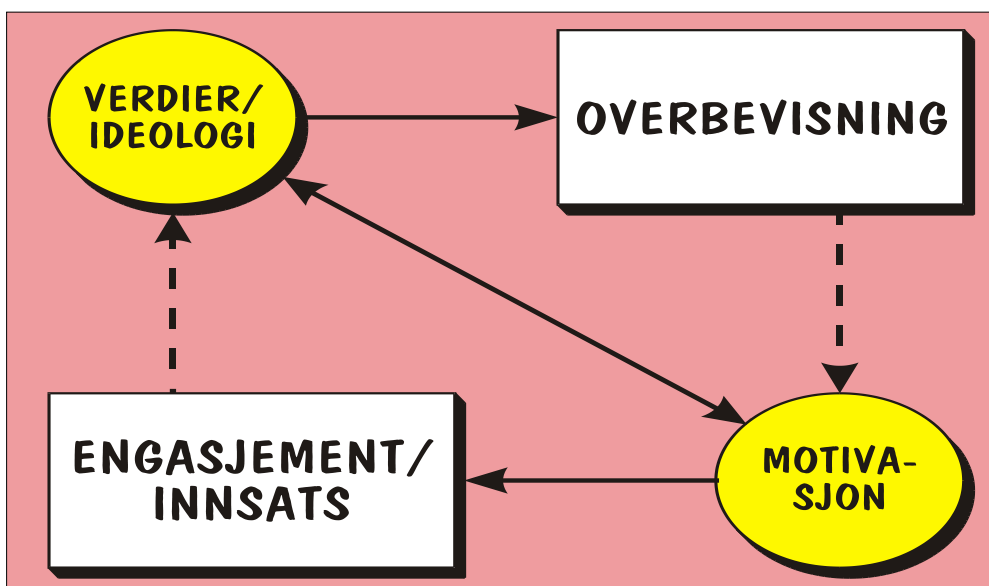 VERDIER/
IDEOLOGI
OVERBEVISNING
ENGASJEMENT/
INNSATS
MOTIVA-
SJON